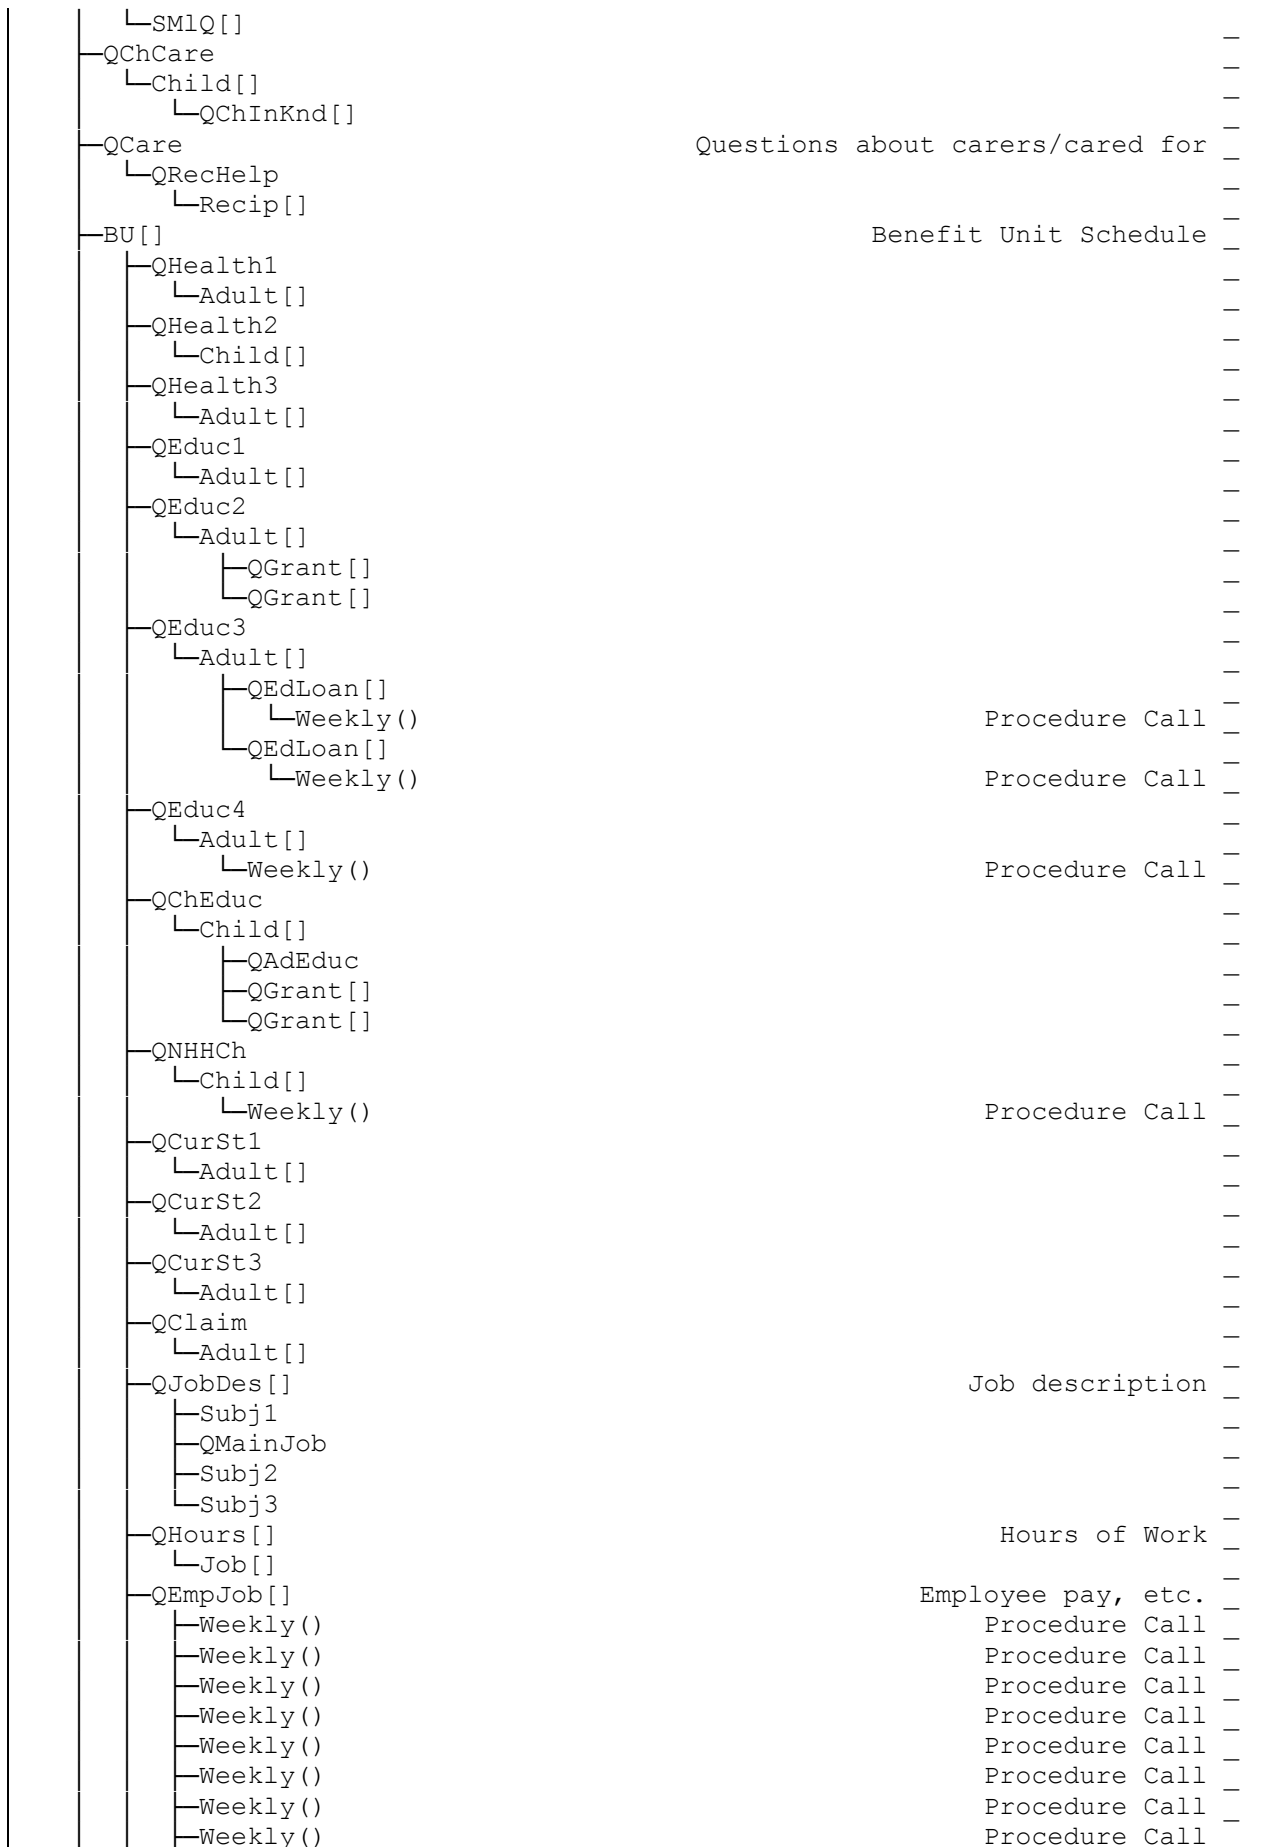 └─SMlQ[] _
├─QChCare _
└─Child[] _
└─QChInKnd[] _
├─QCare Questions about carers/cared for _
└─QRecHelp _
└─Recip[] _
├─BU[] Benefit Unit Schedule _
├─QHealth1 _
└─Adult[] _
├─QHealth2 _
└─Child[] _
├─QHealth3 _
└─Adult[] _
├─QEduc1 _
└─Adult[] _
├─QEduc2 _
└─Adult[] _
├─QGrant[] _
└─QGrant[] _
├─QEduc3 _
└─Adult[] _
├─QEdLoan[] _
└─Weekly() Procedure Call _
└─QEdLoan[] _
└─Weekly() Procedure Call _
├─QEduc4 _
└─Adult[] _
└─Weekly() Procedure Call _
├─QChEduc _
└─Child[] _
├─QAdEduc _
├─QGrant[] _
└─QGrant[] _
├─QNHHCh _
└─Child[] _
└─Weekly() Procedure Call _
├─QCurSt1 _
└─Adult[] _
├─QCurSt2 _
└─Adult[] _
├─QCurSt3 _
└─Adult[] _
├─QClaim _
└─Adult[] _
├─QJobDes[] Job description _
├─Subj1 _
├─QMainJob _
├─Subj2 _
└─Subj3 _
├─QHours[] Hours of Work _
└─Job[] _
├─QEmpJob[] Employee pay, etc. _
├─Weekly() Procedure Call _
├─Weekly() Procedure Call _
├─Weekly() Procedure Call _
├─Weekly() Procedure Call _
├─Weekly() Procedure Call _
├─Weekly() Procedure Call _
├─Weekly() Procedure Call _
├─Weekly() Procedure Call